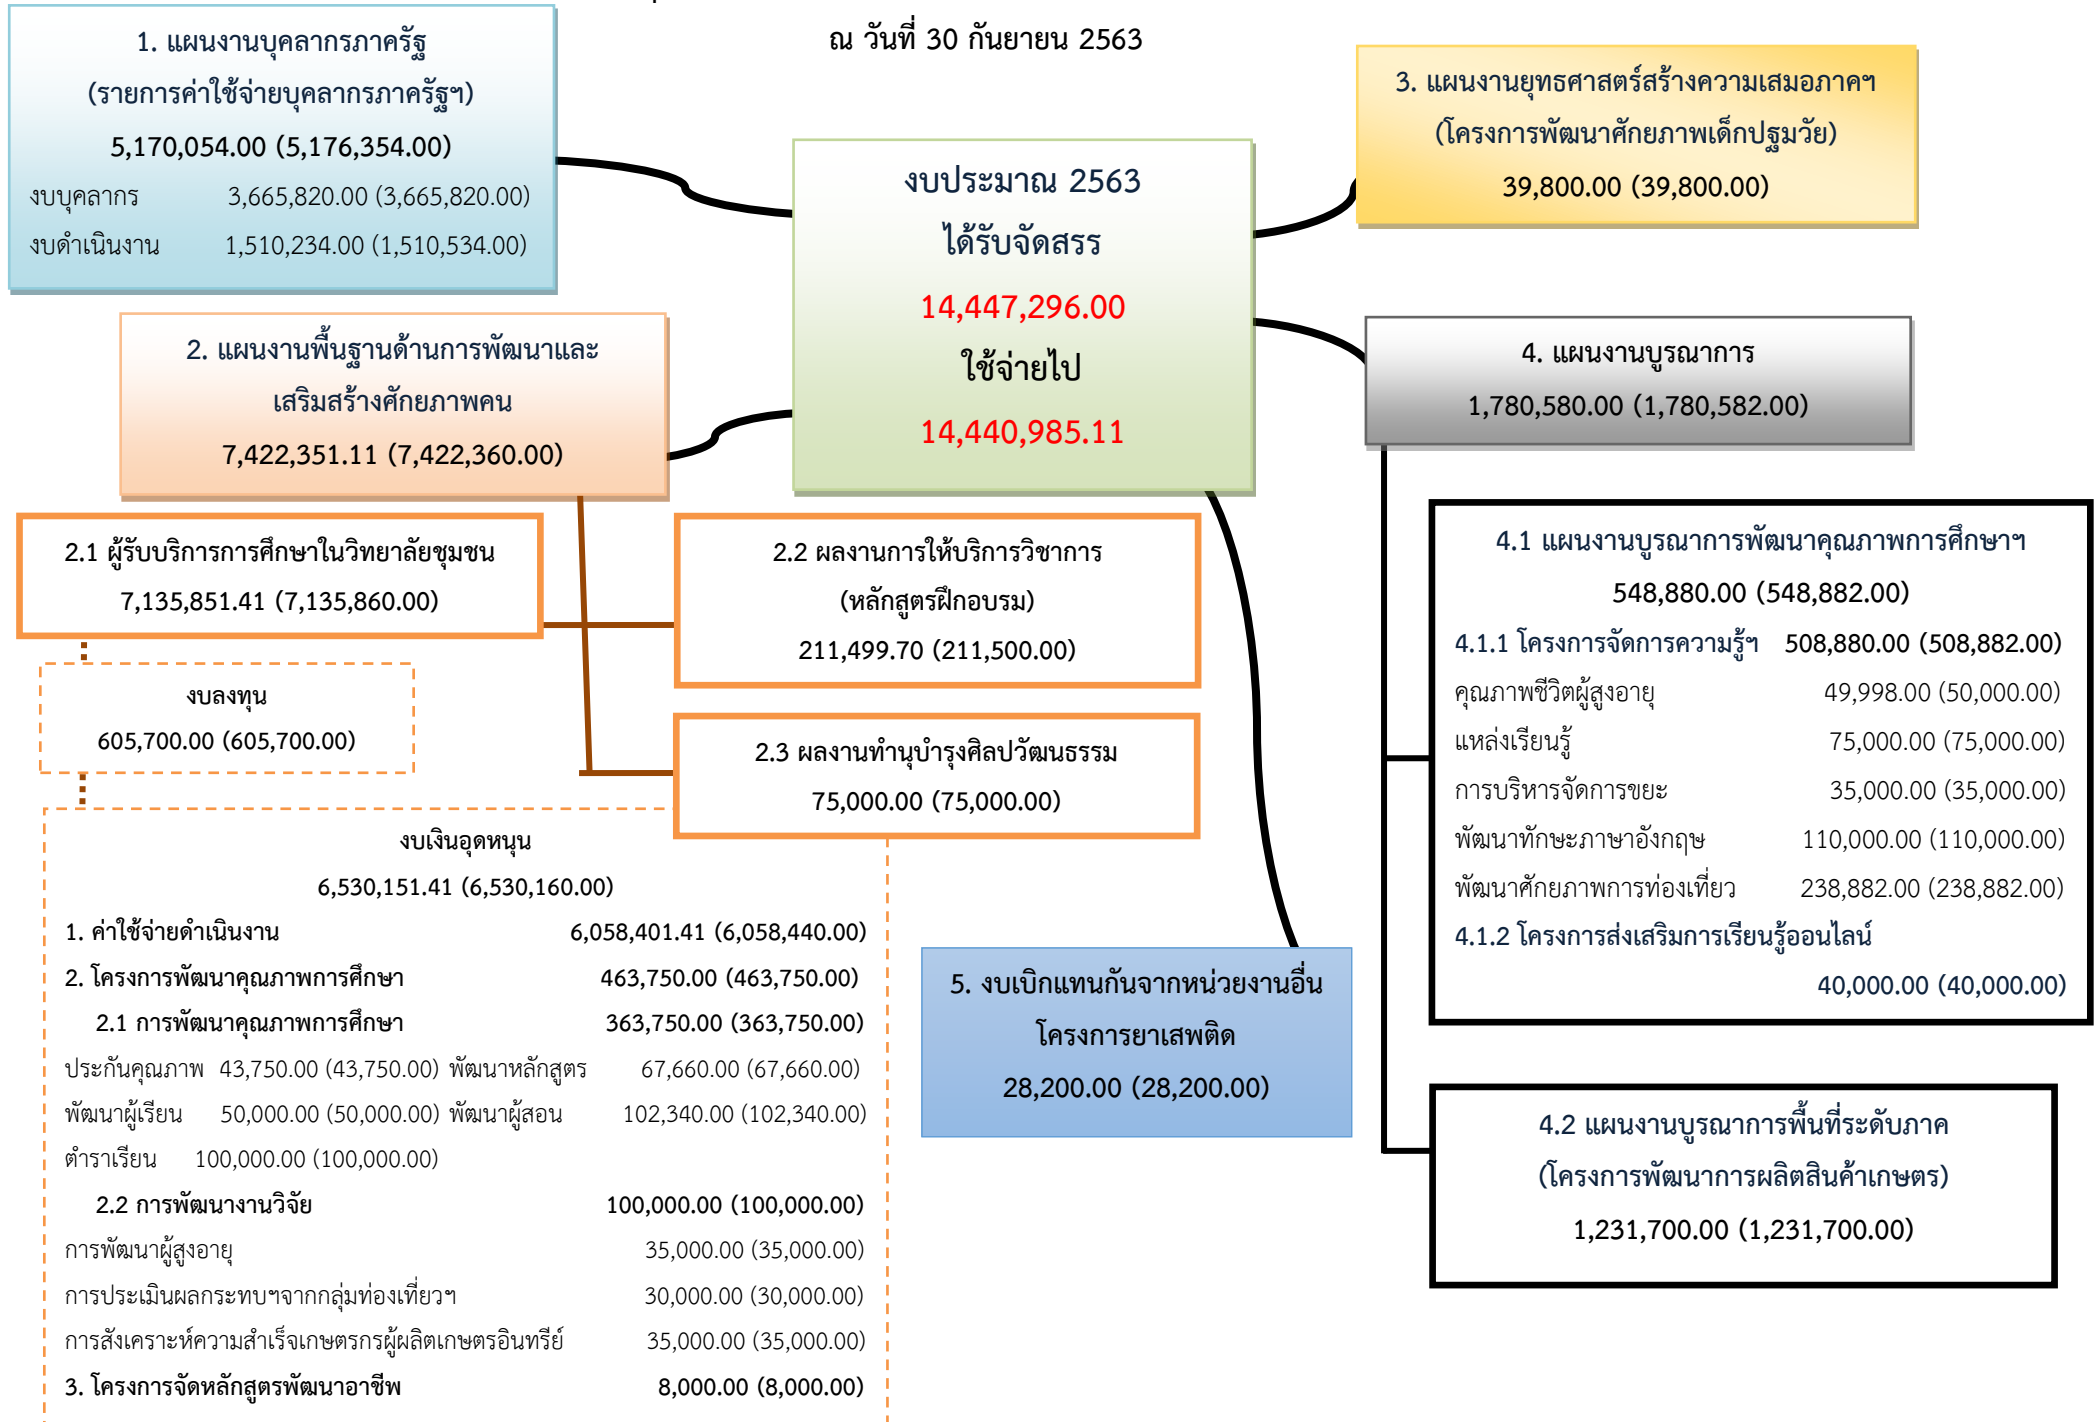 ณ วันที่ 30 กันยายน 2563
1. แผนงานบุคลากรภาครัฐ
(รายการค่าใช้จ่ายบุคลากรภาครัฐฯ)
5,170,054.00 (5,176,354.00)
งบบุคลากร 3,665,820.00 (3,665,820.00)
งบดำเนินงาน 1,510,234.00 (1,510,534.00)
งบประมาณ 2563
ได้รับจัดสรร
14,447,296.00
ใช้จ่ายไป
14,440,985.11
3. แผนงานยุทธศาสตร์สร้างความเสมอภาคฯ
(โครงการพัฒนาศักยภาพเด็กปฐมวัย)
39,800.00 (39,800.00)
2. แผนงานพื้นฐานด้านการพัฒนาและ
เสริมสร้างศักยภาพคน
7,422,351.11 (7,422,360.00)
4. แผนงานบูรณาการ
1,780,580.00 (1,780,582.00)
2.1 ผู้รับบริการการศึกษาในวิทยาลัยชุมชน
7,135,851.41 (7,135,860.00)
2.2 ผลงานการให้บริการวิชาการ
(หลักสูตรฝึกอบรม)
211,499.70 (211,500.00)
2.3 ผลงานทำนุบำรุงศิลปวัฒนธรรม
75,000.00 (75,000.00)
งบลงทุน
605,700.00 (605,700.00)
งบเงินอุดหนุน
6,530,151.41 (6,530,160.00)
1. ค่าใช้จ่ายดำเนินงาน 6,058,401.41 (6,058,440.00)
2. โครงการพัฒนาคุณภาพการศึกษา 463,750.00 (463,750.00)
2.1 การพัฒนาคุณภาพการศึกษา 363,750.00 (363,750.00)
ประกันคุณภาพ 43,750.00 (43,750.00) พัฒนาหลักสูตร 67,660.00 (67,660.00)
พัฒนาผู้เรียน 50,000.00 (50,000.00) พัฒนาผู้สอน 102,340.00 (102,340.00)
ตำราเรียน 100,000.00 (100,000.00)
2.2 การพัฒนางานวิจัย 100,000.00 (100,000.00)
การพัฒนาผู้สูงอายุ 35,000.00 (35,000.00)
การประเมินผลกระทบฯจากกลุ่มท่องเที่ยวฯ 30,000.00 (30,000.00)
การสังเคราะห์ความสำเร็จเกษตรกรผู้ผลิตเกษตรอินทรีย์ 35,000.00 (35,000.00)
3. โครงการจัดหลักสูตรพัฒนาอาชีพ 8,000.00 (8,000.00)
5. งบเบิกแทนกันจากหน่วยงานอื่น
โครงการยาเสพติด
28,200.00 (28,200.00)
4.1 แผนงานบูรณาการพัฒนาคุณภาพการศึกษาฯ
548,880.00 (548,882.00)
4.1.1 โครงการจัดการความรู้ฯ 508,880.00 (508,882.00)
คุณภาพชีวิตผู้สูงอายุ 49,998.00 (50,000.00)
แหล่งเรียนรู้ 75,000.00 (75,000.00)
การบริหารจัดการขยะ 35,000.00 (35,000.00)
พัฒนาทักษะภาษาอังกฤษ 110,000.00 (110,000.00)
พัฒนาศักยภาพการท่องเที่ยว 238,882.00 (238,882.00)
4.1.2 โครงการส่งเสริมการเรียนรู้ออนไลน์
40,000.00 (40,000.00)
4.2 แผนงานบูรณาการพื้นที่ระดับภาค
(โครงการพัฒนาการผลิตสินค้าเกษตร)
1,231,700.00 (1,231,700.00)